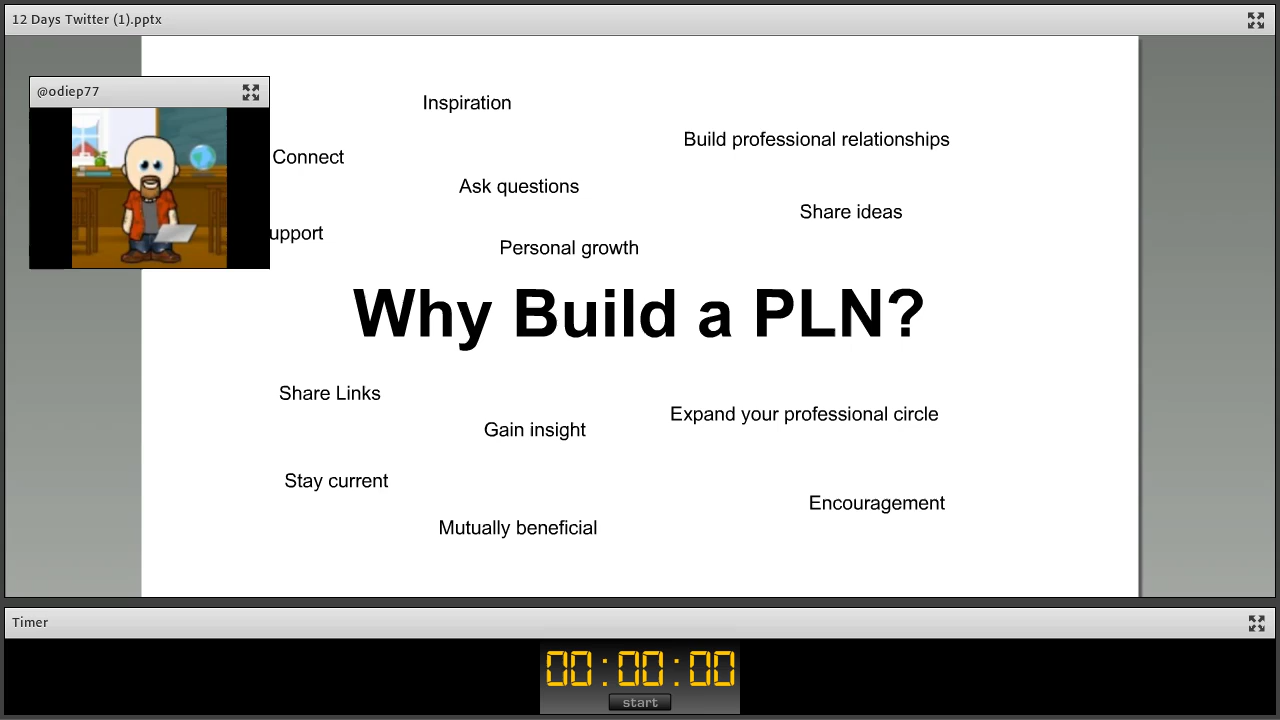 12 Days Twitter (1).pptx
@odiep77
Inspiration
Build professional relationships
Connect
Ask questions
Share ideas
upport
Personal growth
Why Build a PLN?
Share Links
Expand your professional circle
Gain insight
Stay current
Encouragement
Mutually beneficial
Timer
00:00:00
start